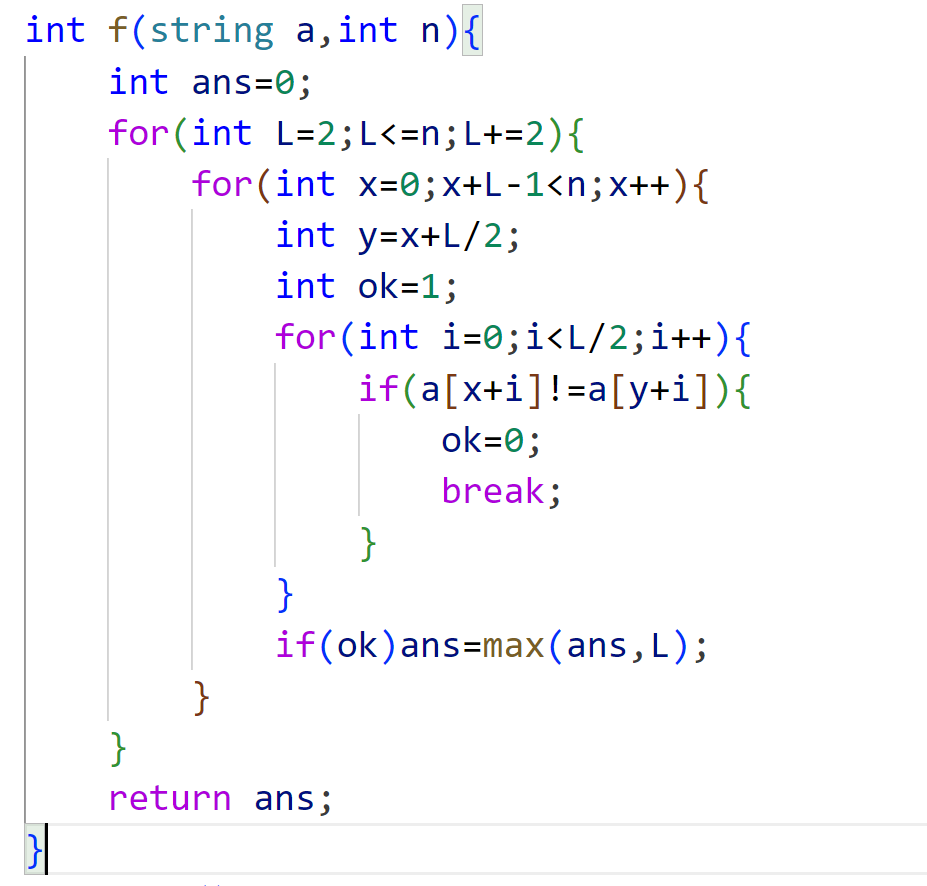 int f(string a,int n){
    int ans=0;
    for(int L=2;L<=n;L+=2){
        for(int x=0;x+L-1<n;x++){
            int y=x+L/2;
            int ok=1;
            for(int i=0;i<L/2;i++){
                if(a[x+i]!=a[y+i]){
                    ok=0;
                    break;
                }
            }
            if(ok)ans=max(ans,L);
        }
    }
    return ans;
}